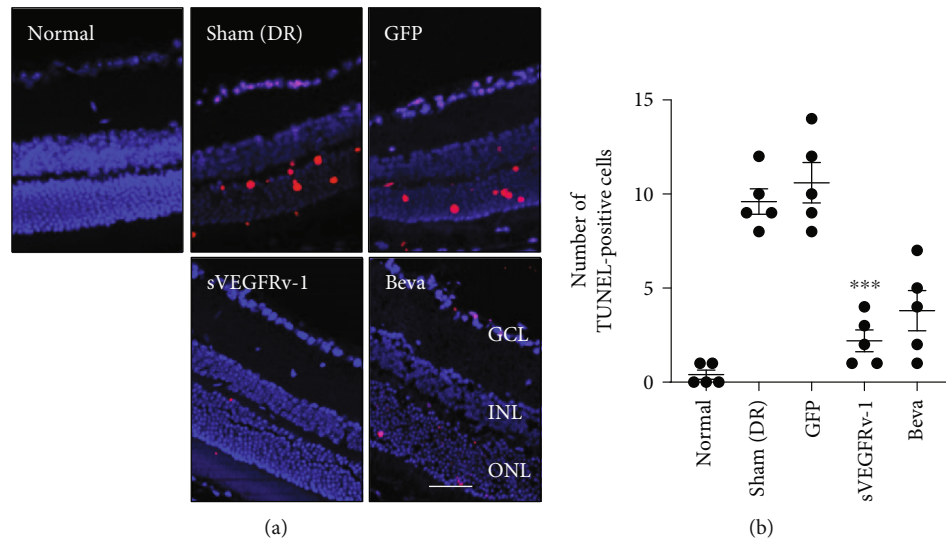 Normal
Sham (DR)
GFP
sVEGFRv-1
Beva
GCL
INL
ONL
(a)
Number of
TUNEL-positive cells
15
10
5
0
***
Normal
Sham (DR)
GFP
sVEGFRv-1
Beva
(b)